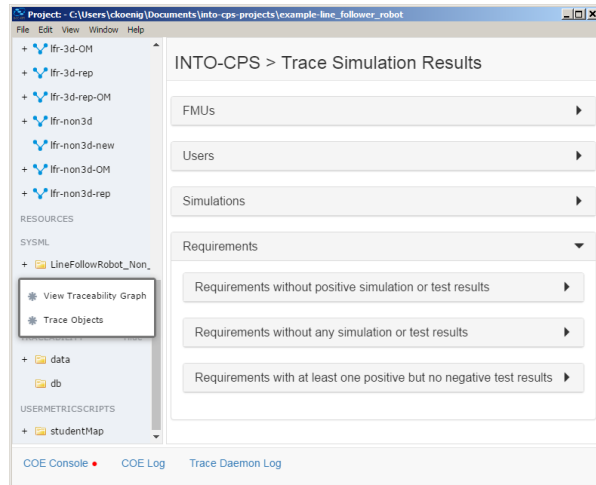 Project: - C:\Users\ckoenig\Documents\into-cps-projects\example-line_follower_robot
File Edit View Window Help
+ lfr-3d-OM
+ lfr-3d-rep
+ lfr-3d-rep-OM
+ lfr-non3d
lfr-non3d-new
+ lfr-non3d-OM
+ lfr-non3d-rep
RESOURCES
SYSML
+ LineFollowRobot_Non_
View Traceability Graph
Trace Objects
+ data
db
USERMETRICSCRIPTS
+ studentMap
INTO-CPS > Trace Simulation Results
FMUs
Users
Simulations
Requirements
Requirements without positive simulation or test results
Requirements without any simulation or test results
Requirements with at least one positive but no negative test results
COE Console COE Log Trace Daemon Log